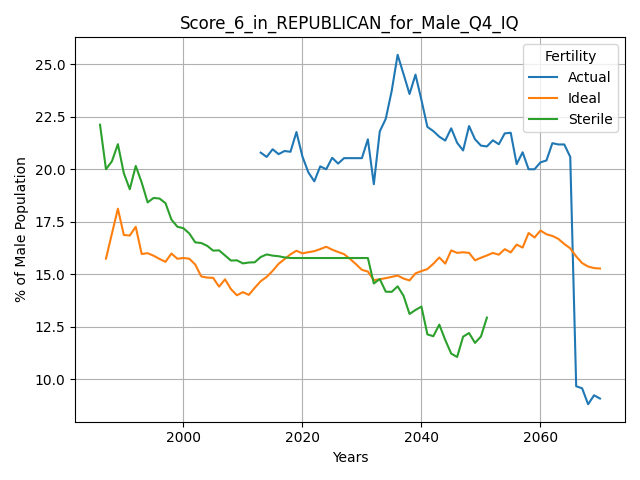 Score_6_in_REPUBLICAN_for_Male_Q4_IQ
% of Male Population
25.0
22.5
20.0
17.5
15.0
12.5
10.0
Fertility
Actual
Ideal
Sterile
2000
2020
2040
2060
Years